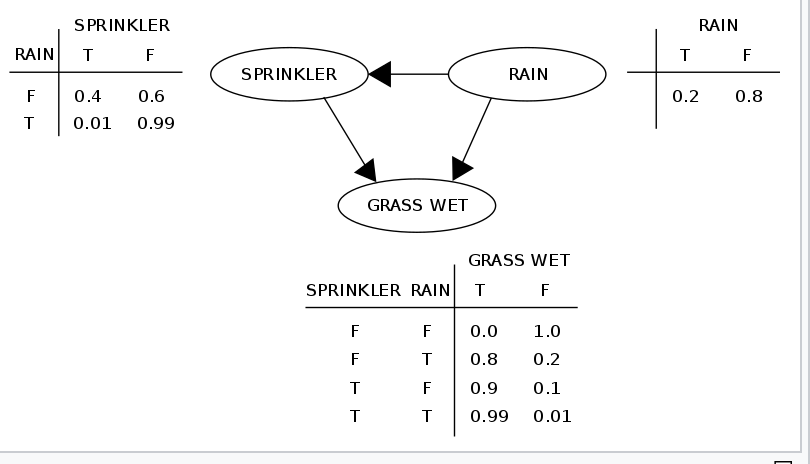 SPRINKLER
RAIN T F
F 0.4 0.6
T 0.01 0.99
SPRINKLER
RAIN
RAIN
T F
0.2 0.8
GRASS WET
GRASS WET
SPRINKLER RAIN T F
F F 0.0 1.0
F T 0.8 0.2
T F 0.9 0.1
T T 0.99 0.01